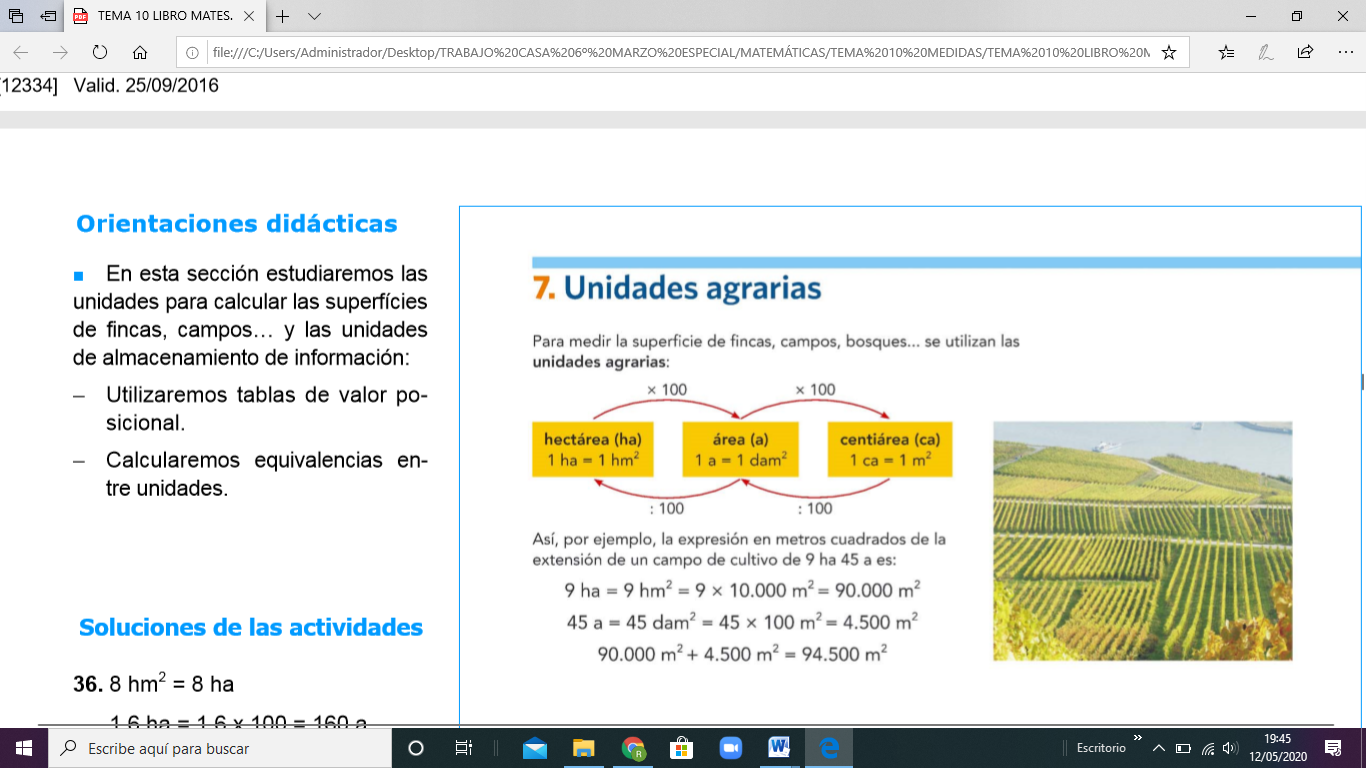 TEMA 10 LIBRO MATES.
file:///C:/Users/Administrador/Desktop/TRABAJO%20CASA%206º%20MARZO%20ESPECIAL/MATEMÁTICAS/TEMA%2010%20MEDIDAS/TEMA%2010%20LIBRO%20M
12334] Valid. 25/09/2016
Orientaciones didácticas
■ En esta sección estudiaremos las
unidades para calcular las superfícies
de fincas, campos… y las unidades
de almacenamiento de información:
– Utilizaremos tablas de valor po-
sicional.
– Calcularemos equivalencias en-
tre unidades.
Soluciones de las actividades
36. 8 hm² = 8 ha
1,6 ha = 1,6 x 100 = 160 a
7. Unidades agrarias
Para medir la superficie de fincas, campos, bosques... se utilizan las
unidades agrarias:
× 100 × 100
hectárea (ha) área (a) centiárea (ca)
1 ha = 1 hm² 1 a = 1 dam² 1 ca = 1 m²
: 100 : 100
Así, por ejemplo, la expresión en metros cuadrados de la
extensión de un campo de cultivo de 9 ha 45 a es:
9 ha = 9 hm² = 9 × 10.000 m² = 90.000 m²
45 a = 45 dam² = 45 × 100 m² = 4.500 m²
90.000 m² + 4.500 m² = 94.500 m²
Escribe aquí para buscar
Escritorio
19:45
12/05/2020